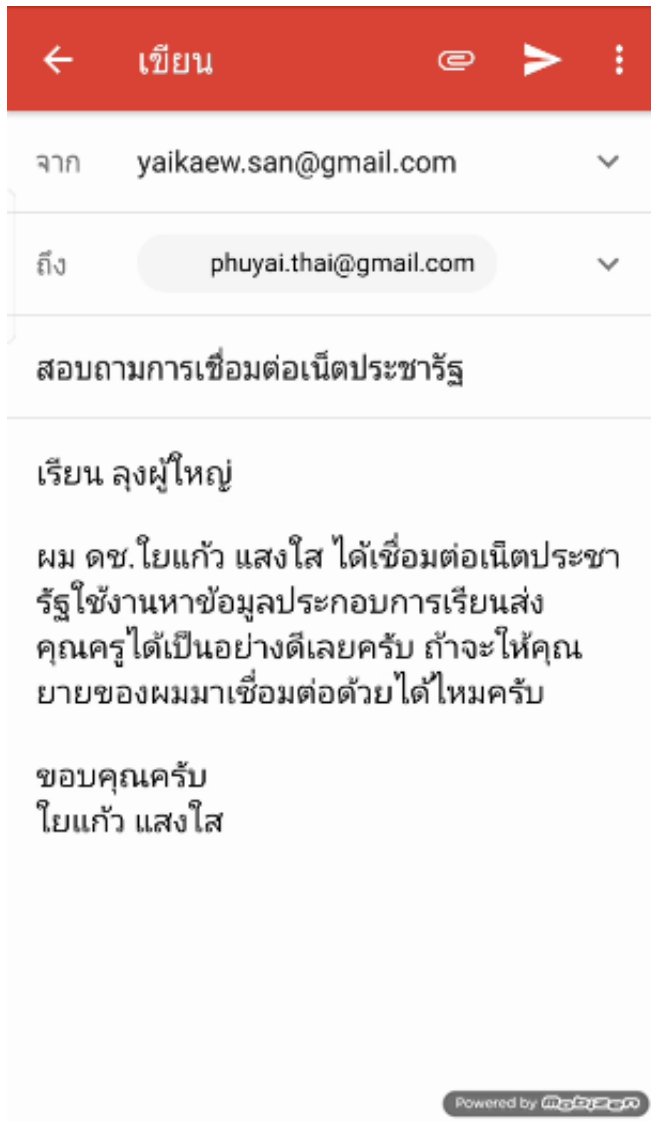 เขียน
จาก yaikaew.san@gmail.com
ถึง phuyai.thai@gmail.com
สอบถามการเชื่อมต่อเน็ตประชารัฐ
เรียน ลุงผู้ใหญ่
ผม ดช.ใยแก้ว แสงใส ได้เชื่อมต่อเน็ตประชา
รัฐใช้งานหาข้อมูลประกอบการเรียนส่ง
คุณครูได้เป็นอย่างดีเลยครับ ถ้าจะให้คุณ
ยายของผมมาเชื่อมต่อด้วยได้ไหมครับ
ขอบคุณครับ
ใยแก้ว แสงใส
Powered by mobizen